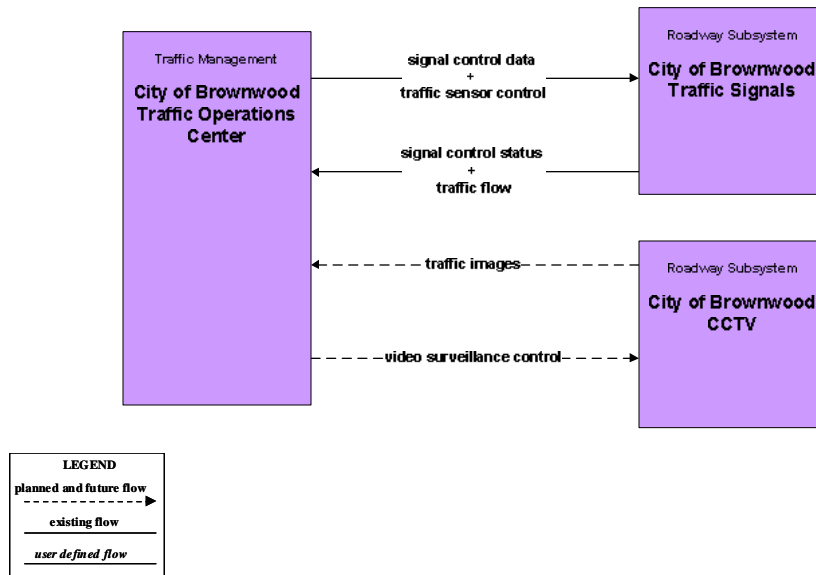 Traffic Management
City of Brownwood
Traffic Operations
Center
signal control data
+
traffic sensor control
signal control status
+
traffic flow
traffic images
video surveillance control
Roadway Subsystem
City of Brownwood
Traffic Signals
Roadway Subsystem
City of Brownwood
CCTV
LEGEND
planned and future flow
existing flow
user defined flow